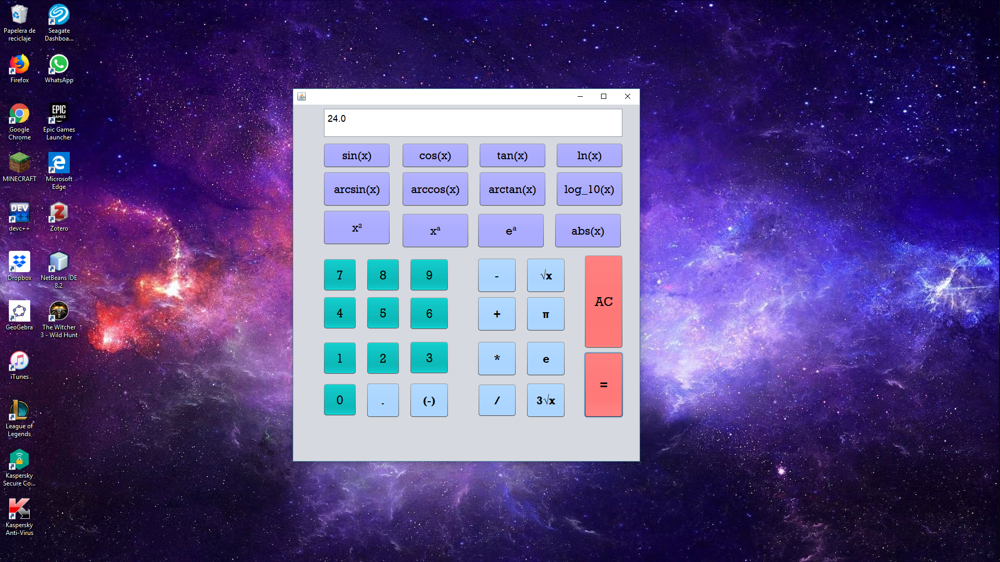 Papelera de
reciclaje
Seagate
Dashboa...
Firefox
WhatsApp
Google
Chrome
EPIC
GAMES
Epic Games
Launcher
MINECRAFT
Microsoft
Edge
DEV
C++
devc++
Zotero
Dropbox
NetBeans IDE
8.2
GeoGebra
The Witcher
3 - Wild Hunt
iTunes
League of
Legends
Kaspersky
Secure Co...
Kaspersky
Anti-Virus
24.0
sin(x) cos(x) tan(x) ln(x)
arcsin(x) arccos(x) arctan(x) log_10(x)
x² xª eª abs(x)
7 8 9 - √x
AC
4 5 6 + π
1 2 3 * e
=
0 . (-) / 3√x